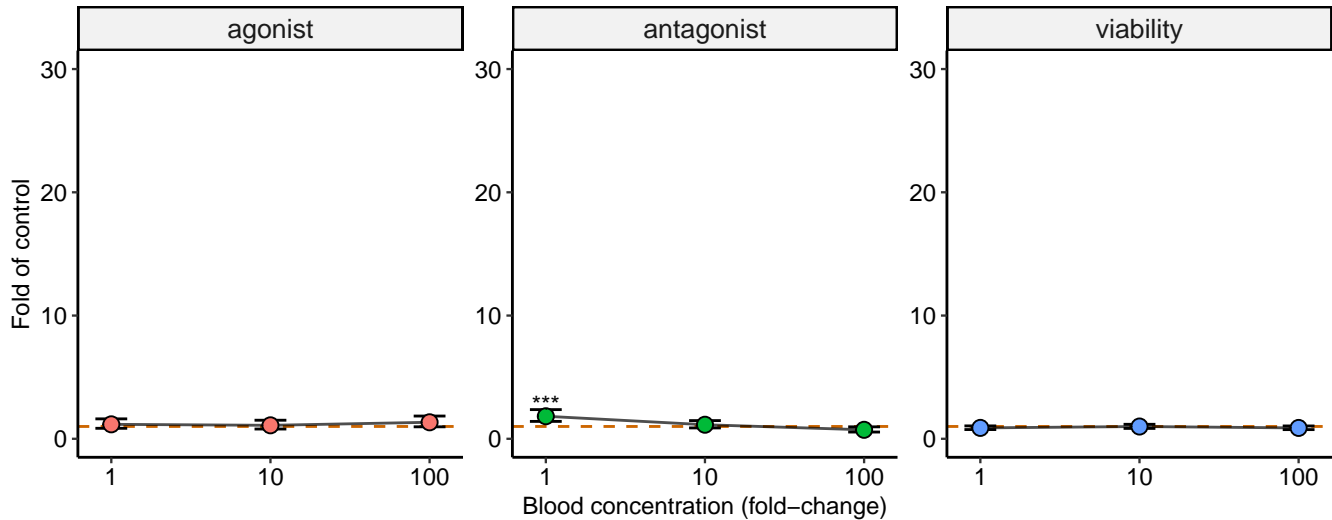 agonist antagonist viability
30 30 30
20 20 20
10 10 10
***
0 0 0
1 10 100 1 10 100 1 10 100
Fold of control
Blood concentration (fold−change)